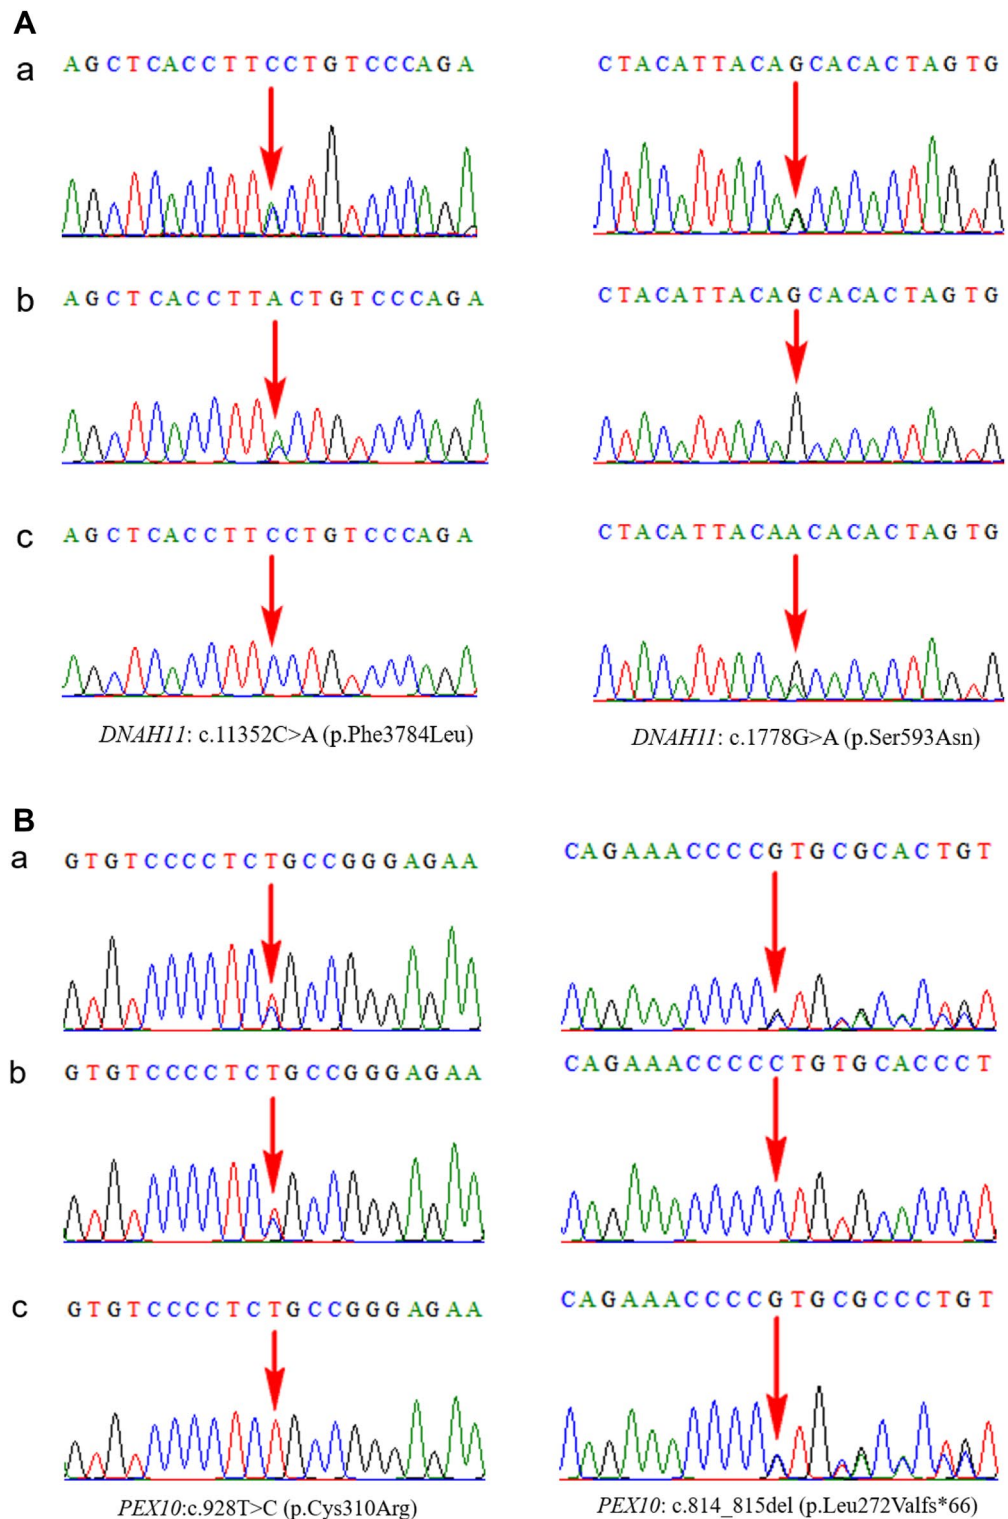 A
a
AGCTCACCTTCCTGTCCCAGA
CTACATTACAGCACACTAGTG
b
AGCTCACCTTACTGTCCCAGA
CTACATTACAGCACACTAGTG
c
AGCTCACCTTCCTGTCCCAGA
CTACATTACAACACACTAGTG
DNAH11: c.11352C>A (p.Phe3784Leu)
DNAH11: c.1778G>A (p.Ser593Asn)
B
a
GTGTCCCCTCTGCCGGGAGAA
CAGAAACCCCGTGCGCACTGT
b
GTGTCCCCTCTGCCGGGAGAA
CAGAAACCCCCTGTGCACCCT
c
GTGTCCCCTCTGCCGGGAGAA
CAGAAACCCCGTGCGCCCTGT
PEX10:c.928T>C (p.Cys310Arg)
PEX10: c.814_815del (p.Leu272Valfs*66)